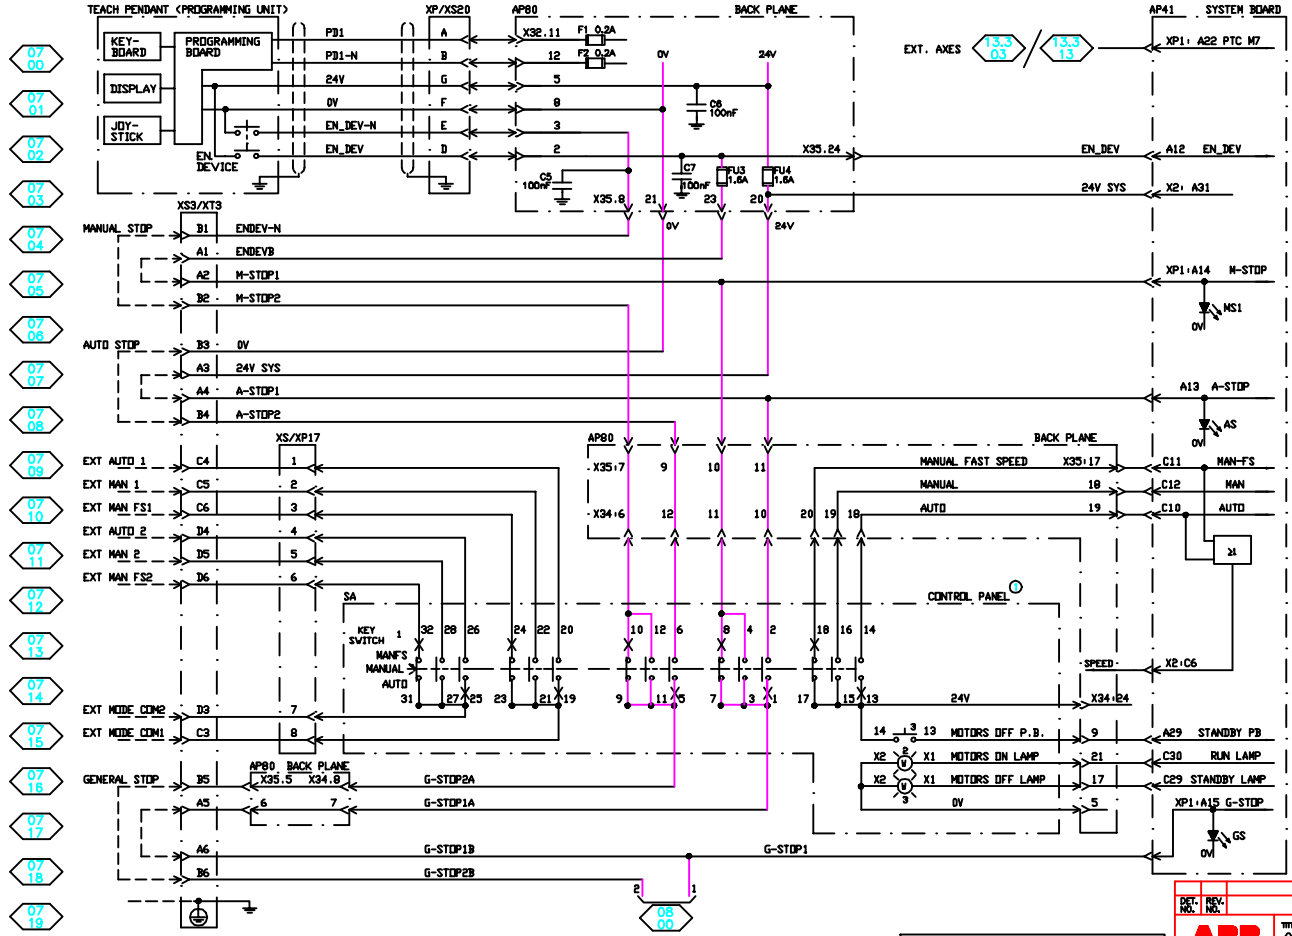 TEACH PENDANT (PROGRAMMING UNIT)
XP/XS20
AP80
BACK PLANE
AP41 SYSTEM BOARD
KEY-
BOARD
PROGRAMMING
BOARD
DISPLAY
JOY-
STICK
EN.
DEVICE
PD1 A X32.11 F1 0.2A
PD1-N B 12 F2 0.2A
24V G 5
0V F 8
EN_DEV-N E 3
EN_DEV D 2
0V
24V
C6
100nF
C5
100nF
C7
100nF
FU3
1.6A
FU4
1.6A
X35.24
X35.8 21 23 20
0V
24V
EXT. AXES
13.3
03
13.3
13
XP1: A22 PTC M7
EN_DEV A12 EN_DEV
24V SYS X2: A31
07
00
07
01
07
02
07
03
07
04
07
05
07
06
07
07
07
08
07
09
07
10
07
11
07
12
07
13
07
14
07
15
07
16
07
17
07
18
07
19
XS3/XT3
MANUAL STOP B1 ENDEV-N
A1 ENDEVB
A2 M-STOP1 XP1:A14 M-STOP
B2 M-STOP2
MS1
0V
AUTO STOP B3 0V
A3 24V SYS
A4 A-STOP1 A13 A-STOP
B4 A-STOP2
AS
0V
XS/XP17
AP80
BACK PLANE
EXT AUTO 1 C4 1
EXT MAN 1 C5 2
EXT MAN FS1 C6 3
EXT AUTO 2 D4 4
EXT MAN 2 D5 5
EXT MAN FS2 D6 6
X35:7 9 10 11
X34:6 12 11 10 20 19 18
MANUAL FAST SPEED X35:17 C11 MAN-FS
MANUAL 18 C12 MAN
AUTO 19 C10 AUTO
R
SA
CONTROL PANEL 1
KEY
SWITCH 1
MANFS
MANUAL
AUTO
32 28 26 24 22 20 10 12 6 8 4 2 18 16 14
31 27 25 23 21 19 9 11 5 7 3 1 17 15 13
SPEED X2:C6
24V X34:24
EXT MODE COM2 D3 7
EXT MODE COM1 C3 8
14 3 13 MOTORS OFF P.B. 9 A29 STANDBY PB
X2 2 X1 MOTORS ON LAMP 21 C30 RUN LAMP
X2 3 X1 MOTORS OFF LAMP 17 C29 STANDBY LAMP
0V 5
XP1:A15 G-STOP
GS
0V
AP80 BACK PLANE
GENERAL STOP B5 X35.5 X34.8 G-STOP2A
A5 6 7 G-STOP1A
A6 G-STOP1B G-STOP1
B6 G-STOP2B
2 1
08
00
DET.
NO.
REV.
NO.
ABB